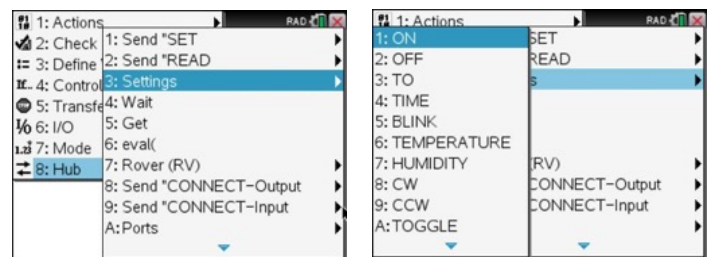 1: Actions
RAD
2: Check
3: Define
4: Control
5: Transfe
6: I/O
7: Mode
8: Hub
1: Send "SET
2: Send "READ
3: Settings
4: Wait
5: Get
6: eval(
7: Rover (RV)
8: Send "CONNECT-Output
9: Send "CONNECT-Input
A:Ports
1: Actions
RAD
1: ON
2: OFF
3: TO
4: TIME
5: BLINK
6: TEMPERATURE
7: HUMIDITY
8: CW
9: CCW
A:TOGGLE
SET
READ
s
(RV)
CONNECT-Output
CONNECT-Input